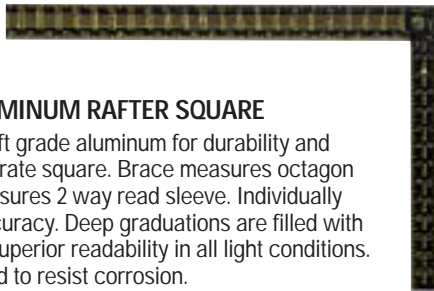 MINUM RAFTER SQUARE
ft grade aluminum for durability and
rate square. Brace measures octagon
sures 2 way read sleeve. Individually
curacy. Deep graduations are filled with
uperior readability in all light conditions.
d to resist corrosion.